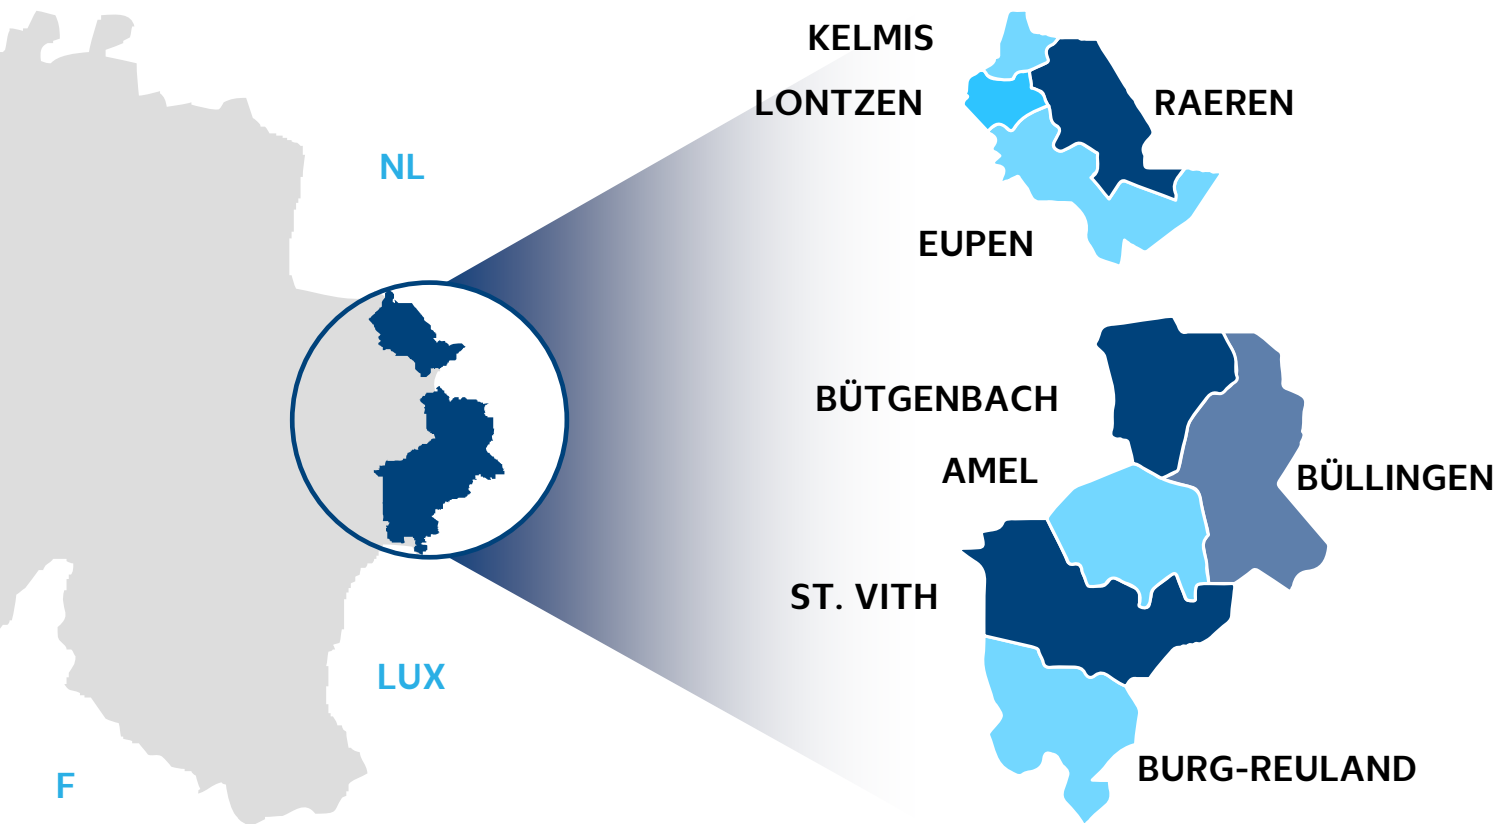 KELMIS
LONTZEN
RAEREN
NL
EUPEN
BÜTGENBACH
AMEL
BÜLLINGEN
ST. VITH
LUX
BURG-REULAND
F